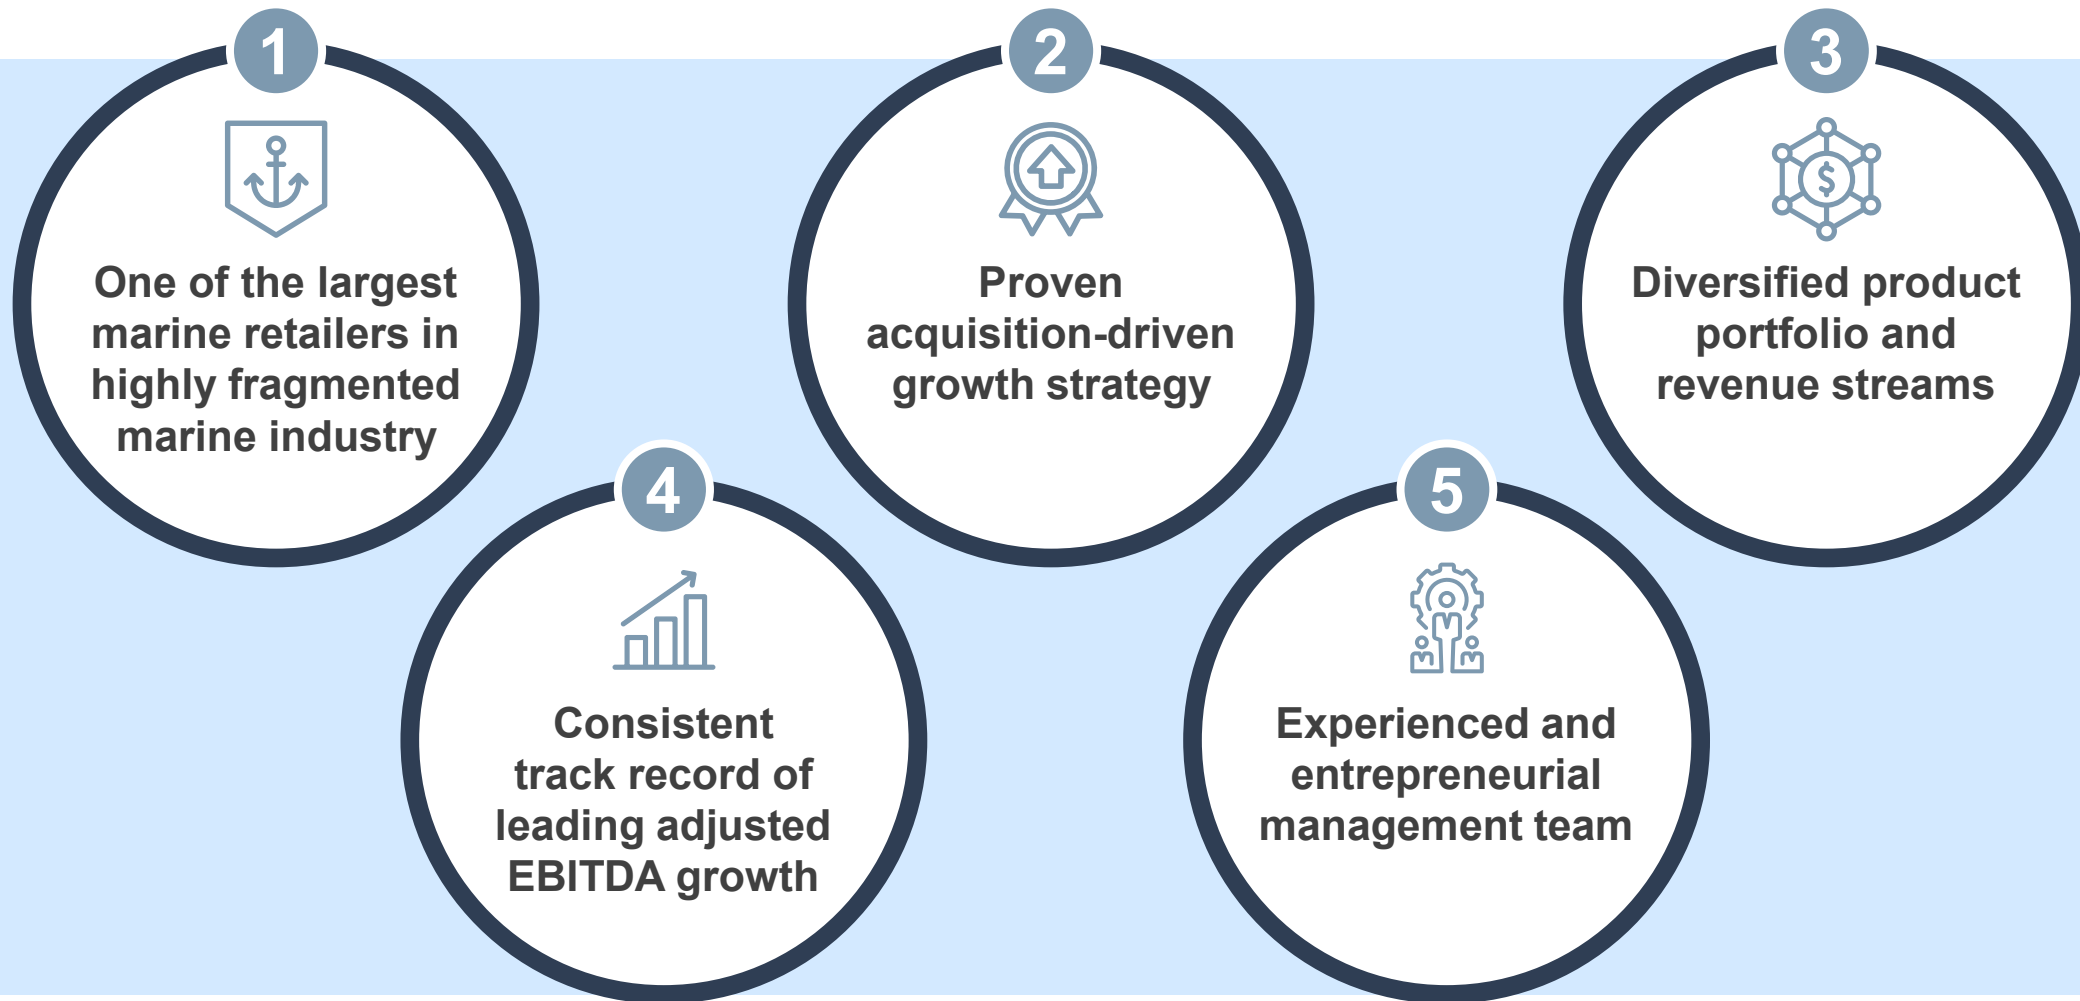 1
One of the largest
marine retailers in
highly fragmented
marine industry
2
Proven
acquisition-driven
growth strategy
3
$
Diversified product
portfolio and
revenue streams
4
Consistent
track record of
leading adjusted
EBITDA growth
5
Experienced and
entrepreneurial
management team